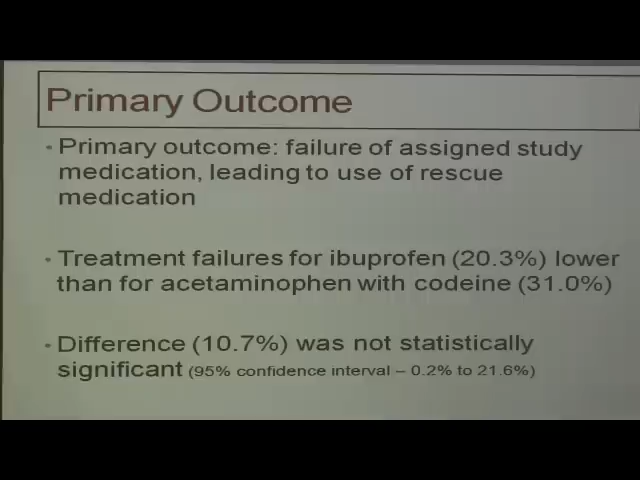 Primary Outcome
• Primary outcome: failure of assigned study
medication, leading to use of rescue
medication
• Treatment failures for ibuprofen (20.3%) lower
than for acetaminophen with codeine (31.0%)
• Difference (10.7%) was not statistically
significant (95% confidence interval – 0.2% to 21.6%)